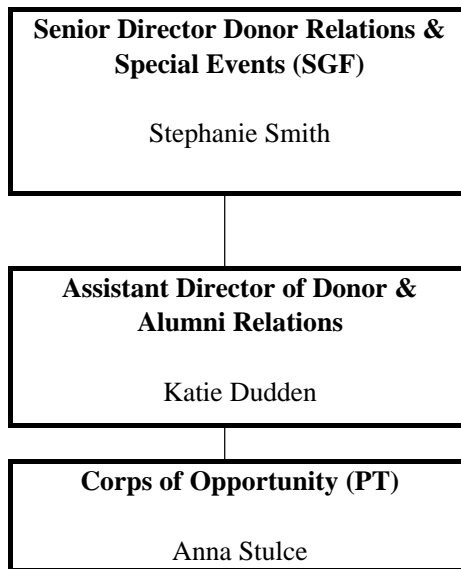 Senior Director Donor Relations &
Special Events (SGF)
Stephanie Smith
Assistant Director of Donor &
Alumni Relations
Katie Dudden
Corps of Opportunity (PT)
Anna Stulce